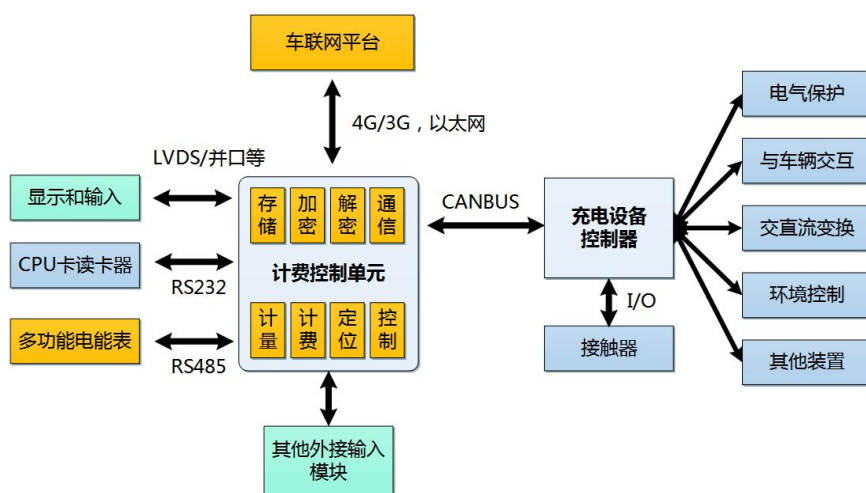 车联网平台
4G/3G，以太网
LVDS/并口等
显示和输入
CPU卡读卡器
RS232
多功能电能表
RS485
存储
加密
解密
通信
计费控制单元
计量
计费
定位
控制
其他外接输入
模块
CANBUS
充电设备
控制器
I/O
接触器
电气保护
与车辆交互
交直流变换
环境控制
其他装置